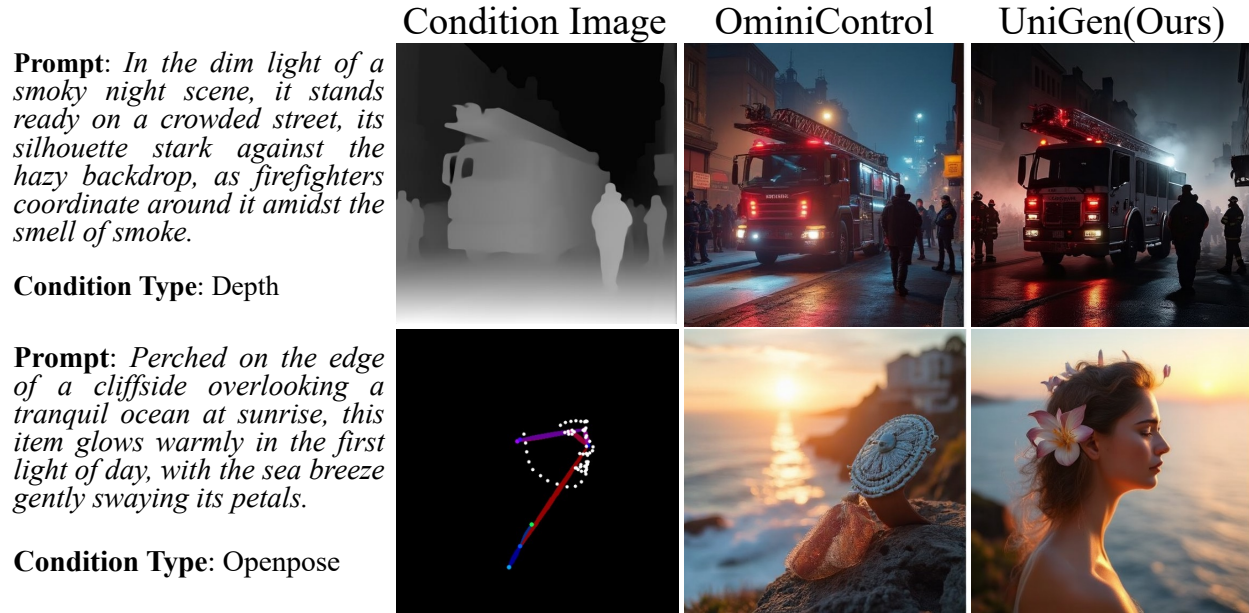 Condition Image OminiControl UniGen(Ours)
Prompt: In the dim light of a
smoky night scene, it stands
ready on a crowded street, its
silhouette stark against the
hazy backdrop, as firefighters
coordinate around it amidst the
smell of smoke.
Condition Type: Depth
Prompt: Perched on the edge
of a cliffside overlooking a
tranquil ocean at sunrise, this
item glows warmly in the first
light of day, with the sea breeze
gently swaying its petals.
Condition Type: Openpose